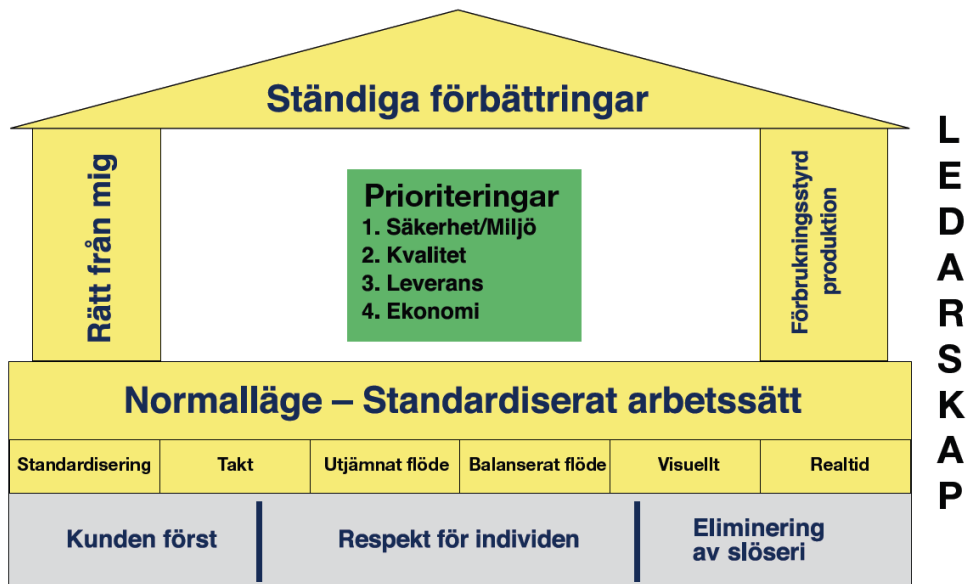 Ständiga förbättringar
Rätt från mig
Prioriteringar
1. Säkerhet/Miljö
2. Kvalitet
3. Leverans
4. Ekonomi
Förbrukningsstyrd
produktion
Normalläge – Standardiserat arbetssätt
Standardisering
Takt
Utjämnat flöde
Balanserat flöde
Visuellt
Realtid
Kunden först
Respekt för individen
Eliminering
av slöseri
LEDARSKAP